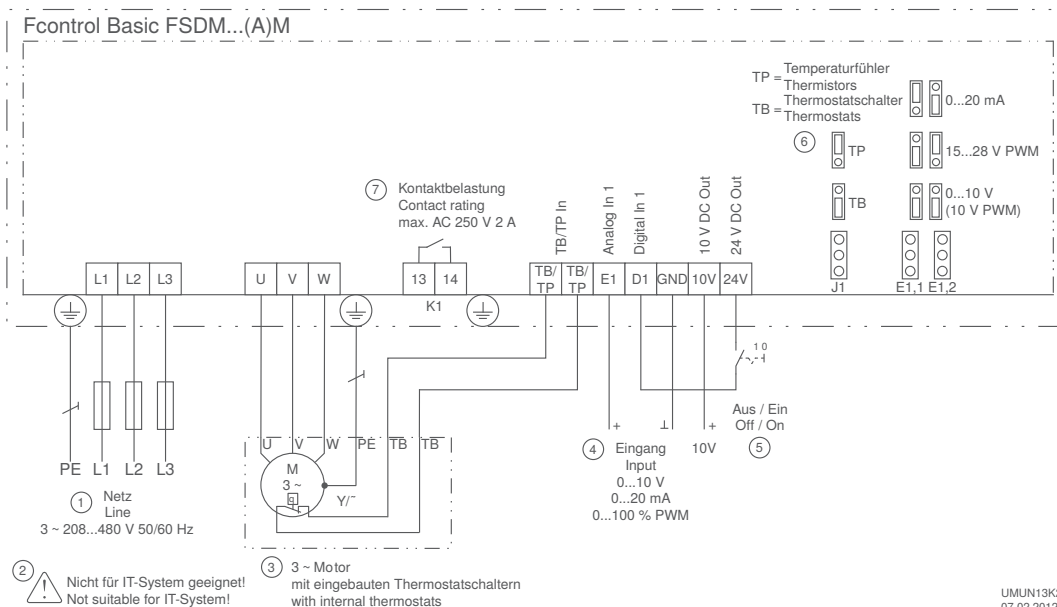 Fcontrol Basic FSDM...(A)M
TP = Temperaturfühler
Thermistors
TB = Thermostatschalter
Thermostats
0...20 mA
6
TP
15...28 V PWM
TB
0...10 V
(10 V PWM)
J1
E1,1 E1,2
7 Kontaktbelastung
Contact rating
max. AC 250 V 2 A
TB/TP In
Analog In 1
Digital In 1
10 V DC Out
24 V DC Out
L1 L2 L3
U V W
13 14
K1
TB/TP TB/TP E1 D1 GND 10V 24V
1 0
Aus / Ein
Off / On
5
+ ⊥ +
4 Eingang
Input
0...10 V
0...20 mA
0...100 % PWM
10V
PE L1 L2 L3
1 Netz
Line
3 ~ 208...480 V 50/60 Hz
U V W PE TB TB
M
3 ~
Y/
2 Nicht für IT-System geeignet!
Not suitable for IT-System!
3 3 ~ Motor
mit eingebauten Thermostatschaltern
with internal thermostats